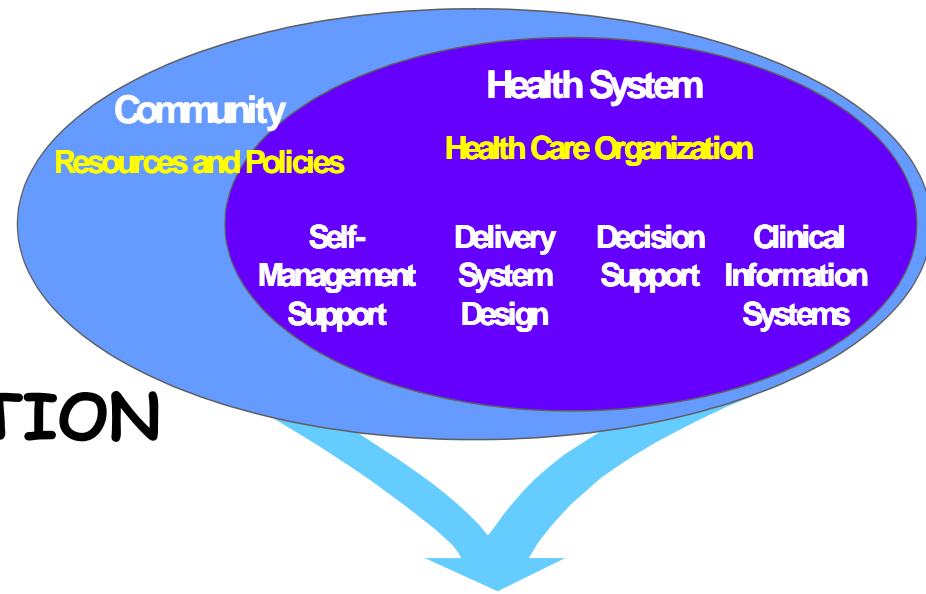 Health System
Community
Health Care Organization
Resources and Policies
Self-
Management
Support
Delivery
System
Design
Decision
Support
Clinical
Information
Systems
TION